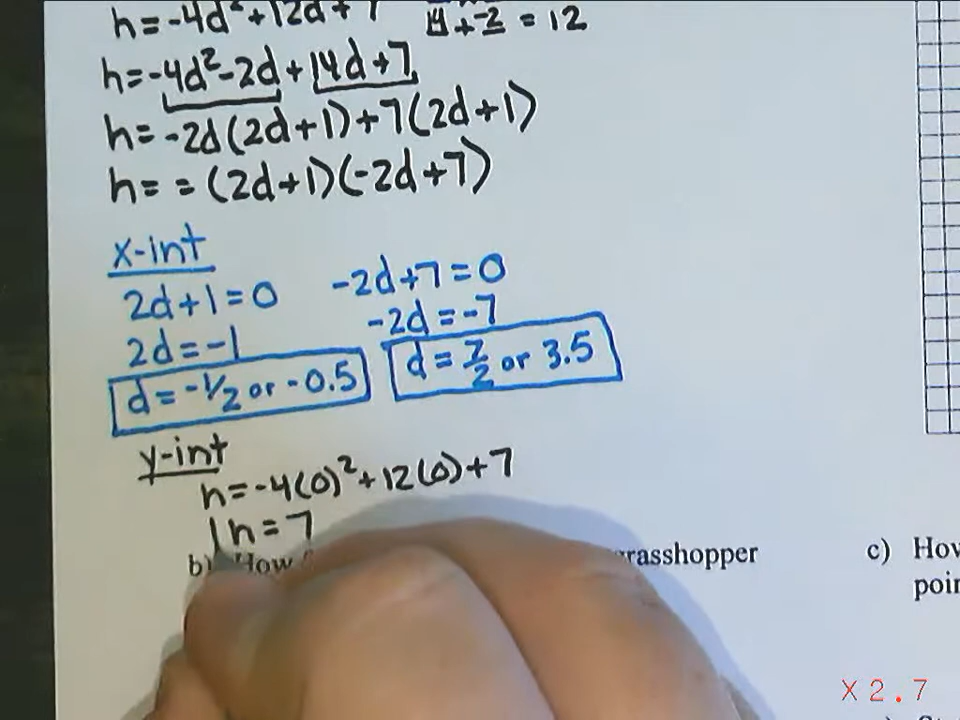 h=-4d²+12d+7   14+-2=12
h=-4d²-2d+14d+7
h=-2d(2d+1)+7(2d+1)
h= =(2d+1)(-2d+7)
x-int
2d+1=0   -2d+7=0
2d=-1   -2d=-7
d=-1/2 or -0.5   d=7/2 or 3.5
y-int
h=-4(0)²+12(0)+7
h=7
b) How grasshopper   c) How
X2.7